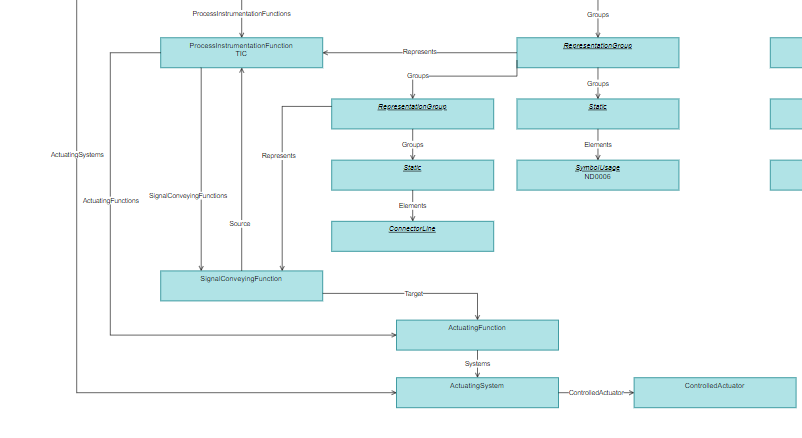 ProcessInstrumentationFunctions
Groups
ProcessInstrumentationFunction
TIC
Represents
RepresentationGroup
Groups
Groups
RepresentationGroup
Static
Groups
Elements
ActuatingSystems
Represents
Static
SymbolUsage
ND0006
SignalConveyingFunctions
ActuatingFunctions
Elements
Source
ConnectorLine
SignalConveyingFunction
Target
ActuatingFunction
Systems
ActuatingSystem
ControlledActuator
ControlledActuator